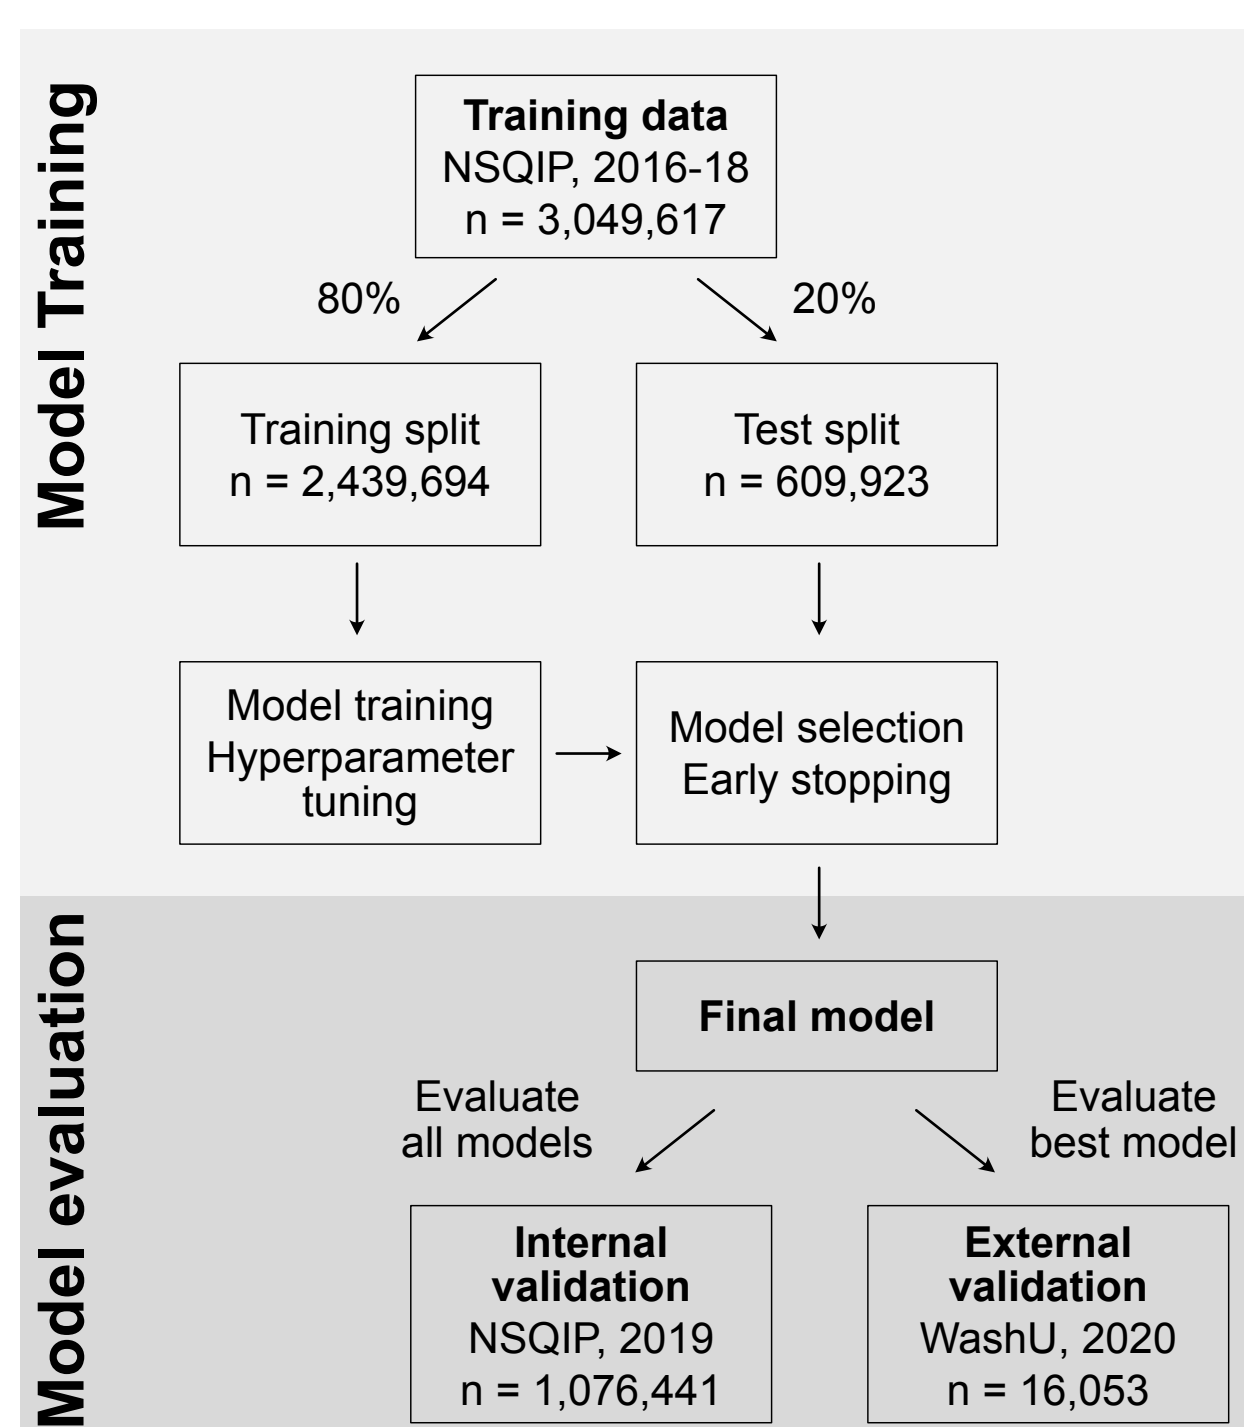 Model Training
Training data
NSQIP, 2016-18
n = 3,049,617
80%
20%
Training split
n = 2,439,694
Test split
n = 609,923
Model training
Hyperparameter
tuning
Model selection
Early stopping
Model evaluation
Final model
Evaluate
all models
Evaluate
best model
Internal
validation
NSQIP, 2019
n = 1,076,441
External
validation
WashU, 2020
n = 16,053